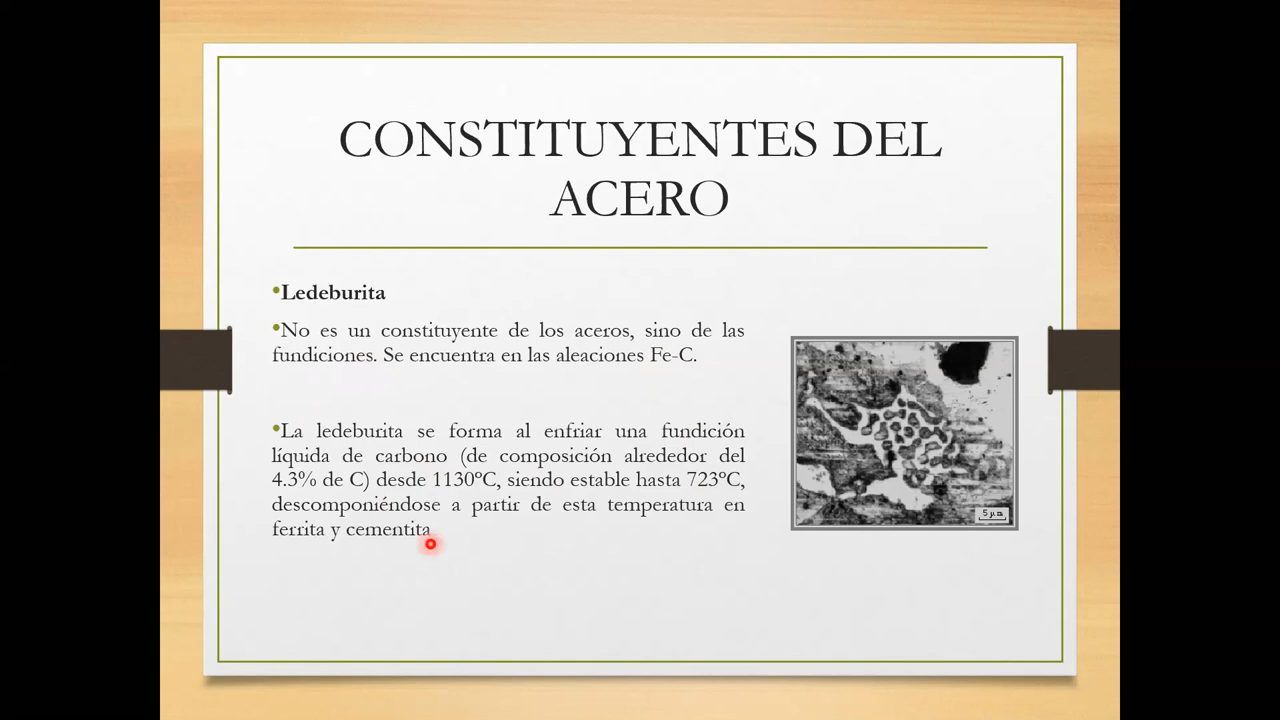 CONSTITUYENTES DEL
ACERO
•Ledeburita
•No es un constituyente de los aceros, sino de las
fundiciones. Se encuentra en las aleaciones Fe-C.
•La ledeburita se forma al enfriar una fundición
líquida de carbono (de composición alrededor del
4.3% de C) desde 1130ºC, siendo estable hasta 723ºC,
descomponiéndose a partir de esta temperatura en
ferrita y cementita
5 µm